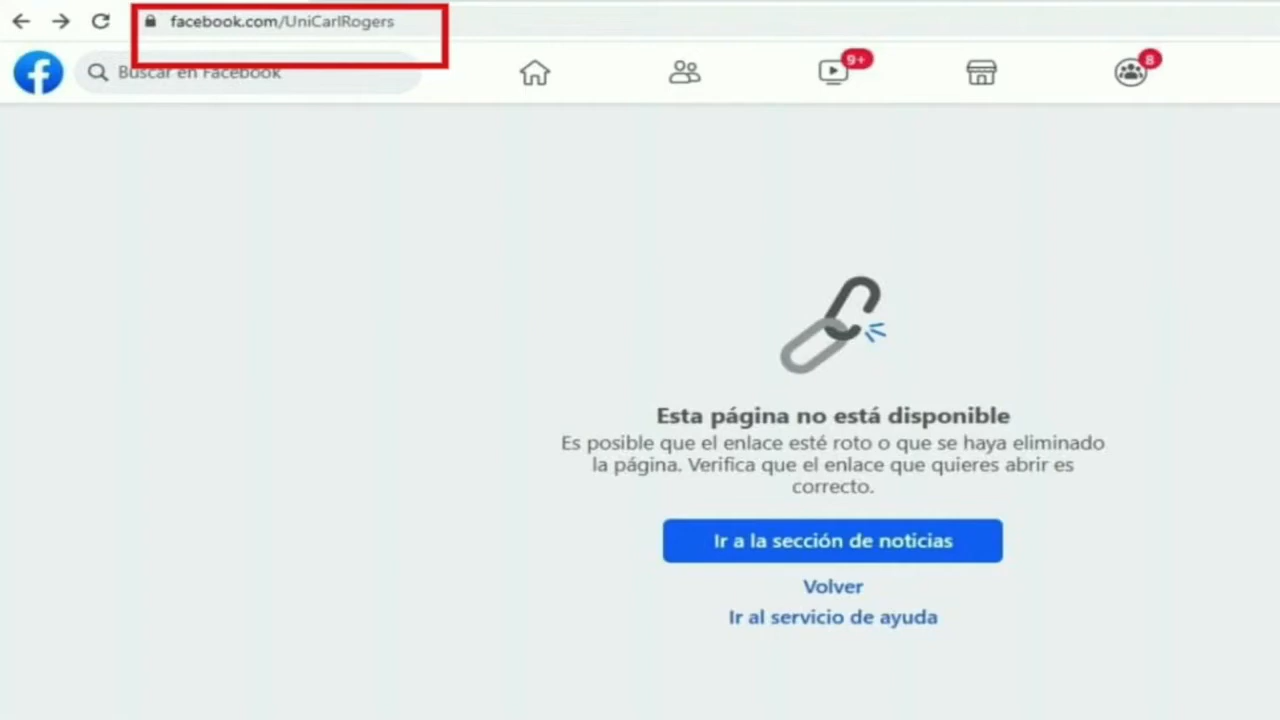 facebook.com/UniCarlRogers
Buscar en Facebook
9+
8
Esta página no está disponible
Es posible que el enlace esté roto o que se haya eliminado
la página. Verifica que el enlace que quieres abrir es
correcto.
Ir a la sección de noticias
Volver
Ir al servicio de ayuda